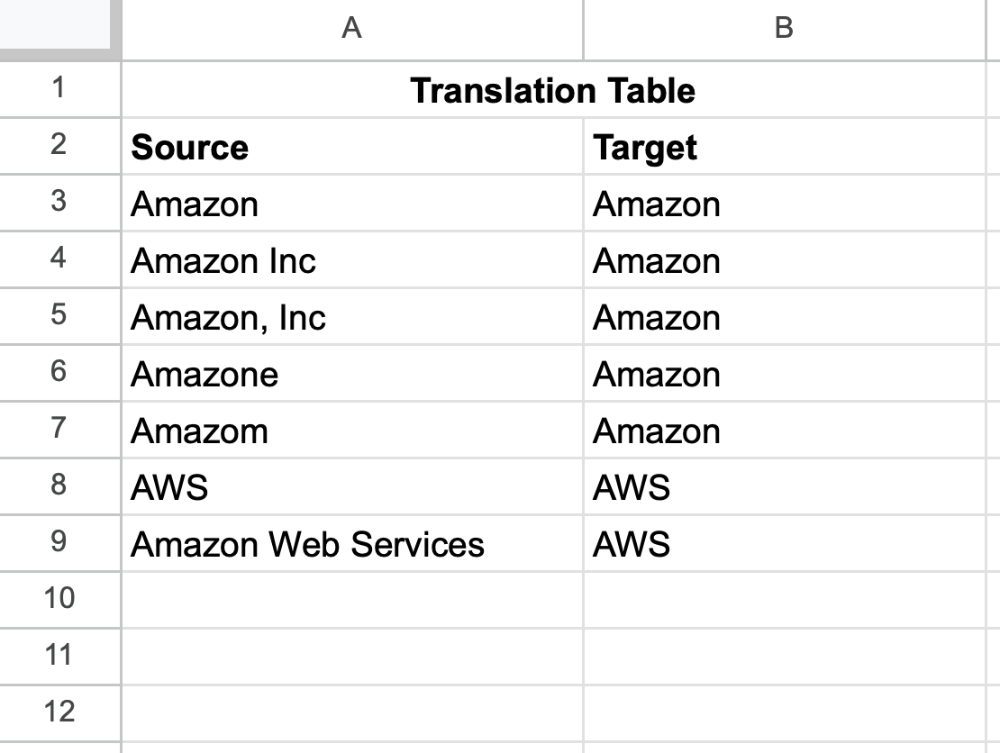 A B
1 Translation Table
2 Source Target
3 Amazon Amazon
4 Amazon Inc Amazon
5 Amazon, Inc Amazon
6 Amazone Amazon
7 Amazom Amazon
8 AWS AWS
9 Amazon Web Services AWS
10
11
12